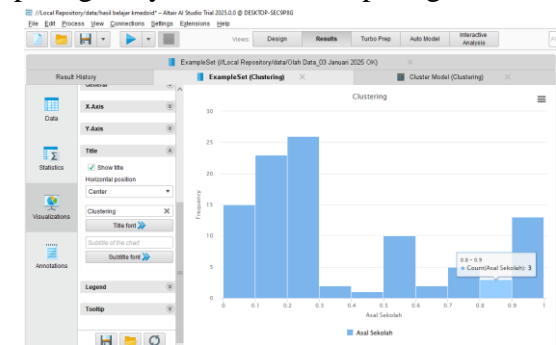 //Local Repository/data/hasil belajar kmedoid* – Altair AI Studio Trial 2025.0.0 @ DESKTOP-SEC9P8G
File Edit Process View Connections Settings Extensions Help
Views: Design Results Turbo Prep Auto Model Interactive Analysis
ExampleSet (//Local Repository/data/Olah Data_03 Januari 2025 OK)
Result History
ExampleSet (Clustering)
Cluster Model (Clustering)
Data
Statistics
Visualizations
Annotations
General
X-Axis
Y-Axis
Title
Show title
Horizontal position
Center
Clustering
Title font
Subtitle of the chart
Subtitle font
Legend
Tooltip
Clustering
Frequency
30
25
20
15
10
5
0
0 0.1 0.2 0.3 0.4 0.5 0.6 0.7 0.8 0.9 1
0.8 - 0.9
Count(Asal Sekolah): 3
Asal Sekolah
Asal Sekolah